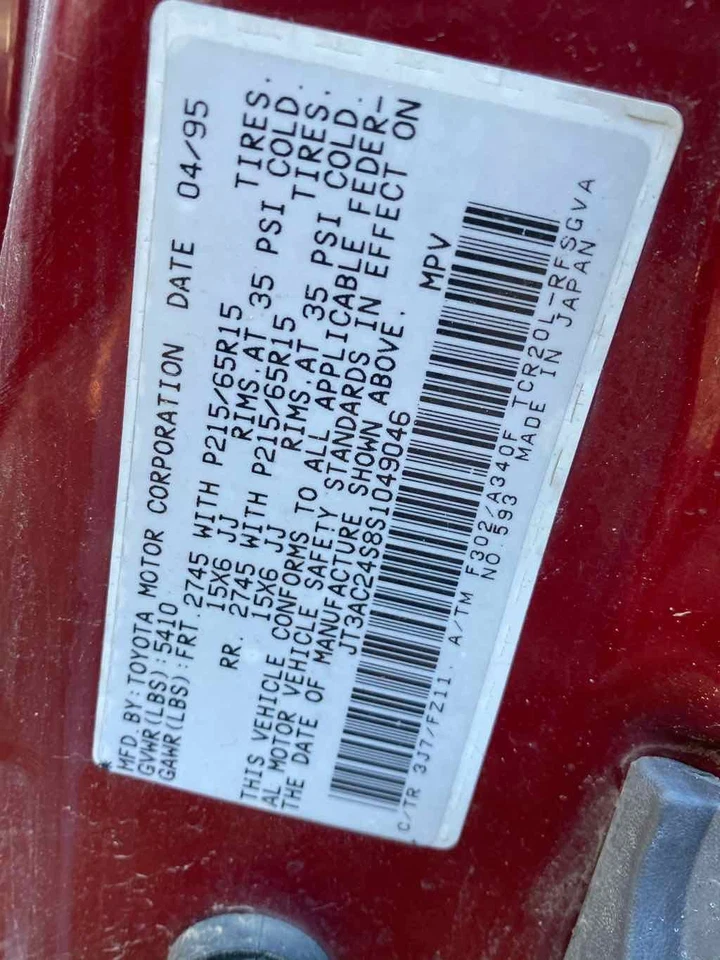 MFD.BY:TOYOTA MOTOR CORPORATION DATE 04/95
GVWR(LBS):5410
GAWR(LBS):FRT.2745 WITH P215/65R15 TIRES.
15X6 JJ RIMS.AT 35 PSI COLD.
RR. 2745 WITH P215/65R15 TIRES.
15X6 JJ RIMS.AT 35 PSI COLD.
THIS VEHICLE CONFORMS TO ALL APPLICABLE FEDER-
AL MOTOR VEHICLE SAFETY STANDARDS IN EFFECT ON
THE DATE OF MANUFACTURE SHOWN ABOVE.
JT3AC24S8S1049046 MPV
C/TR 3J7/FZ11. A/TM F302/A340F TCR20L-RFSGVA
NO.593 MADE IN JAPAN